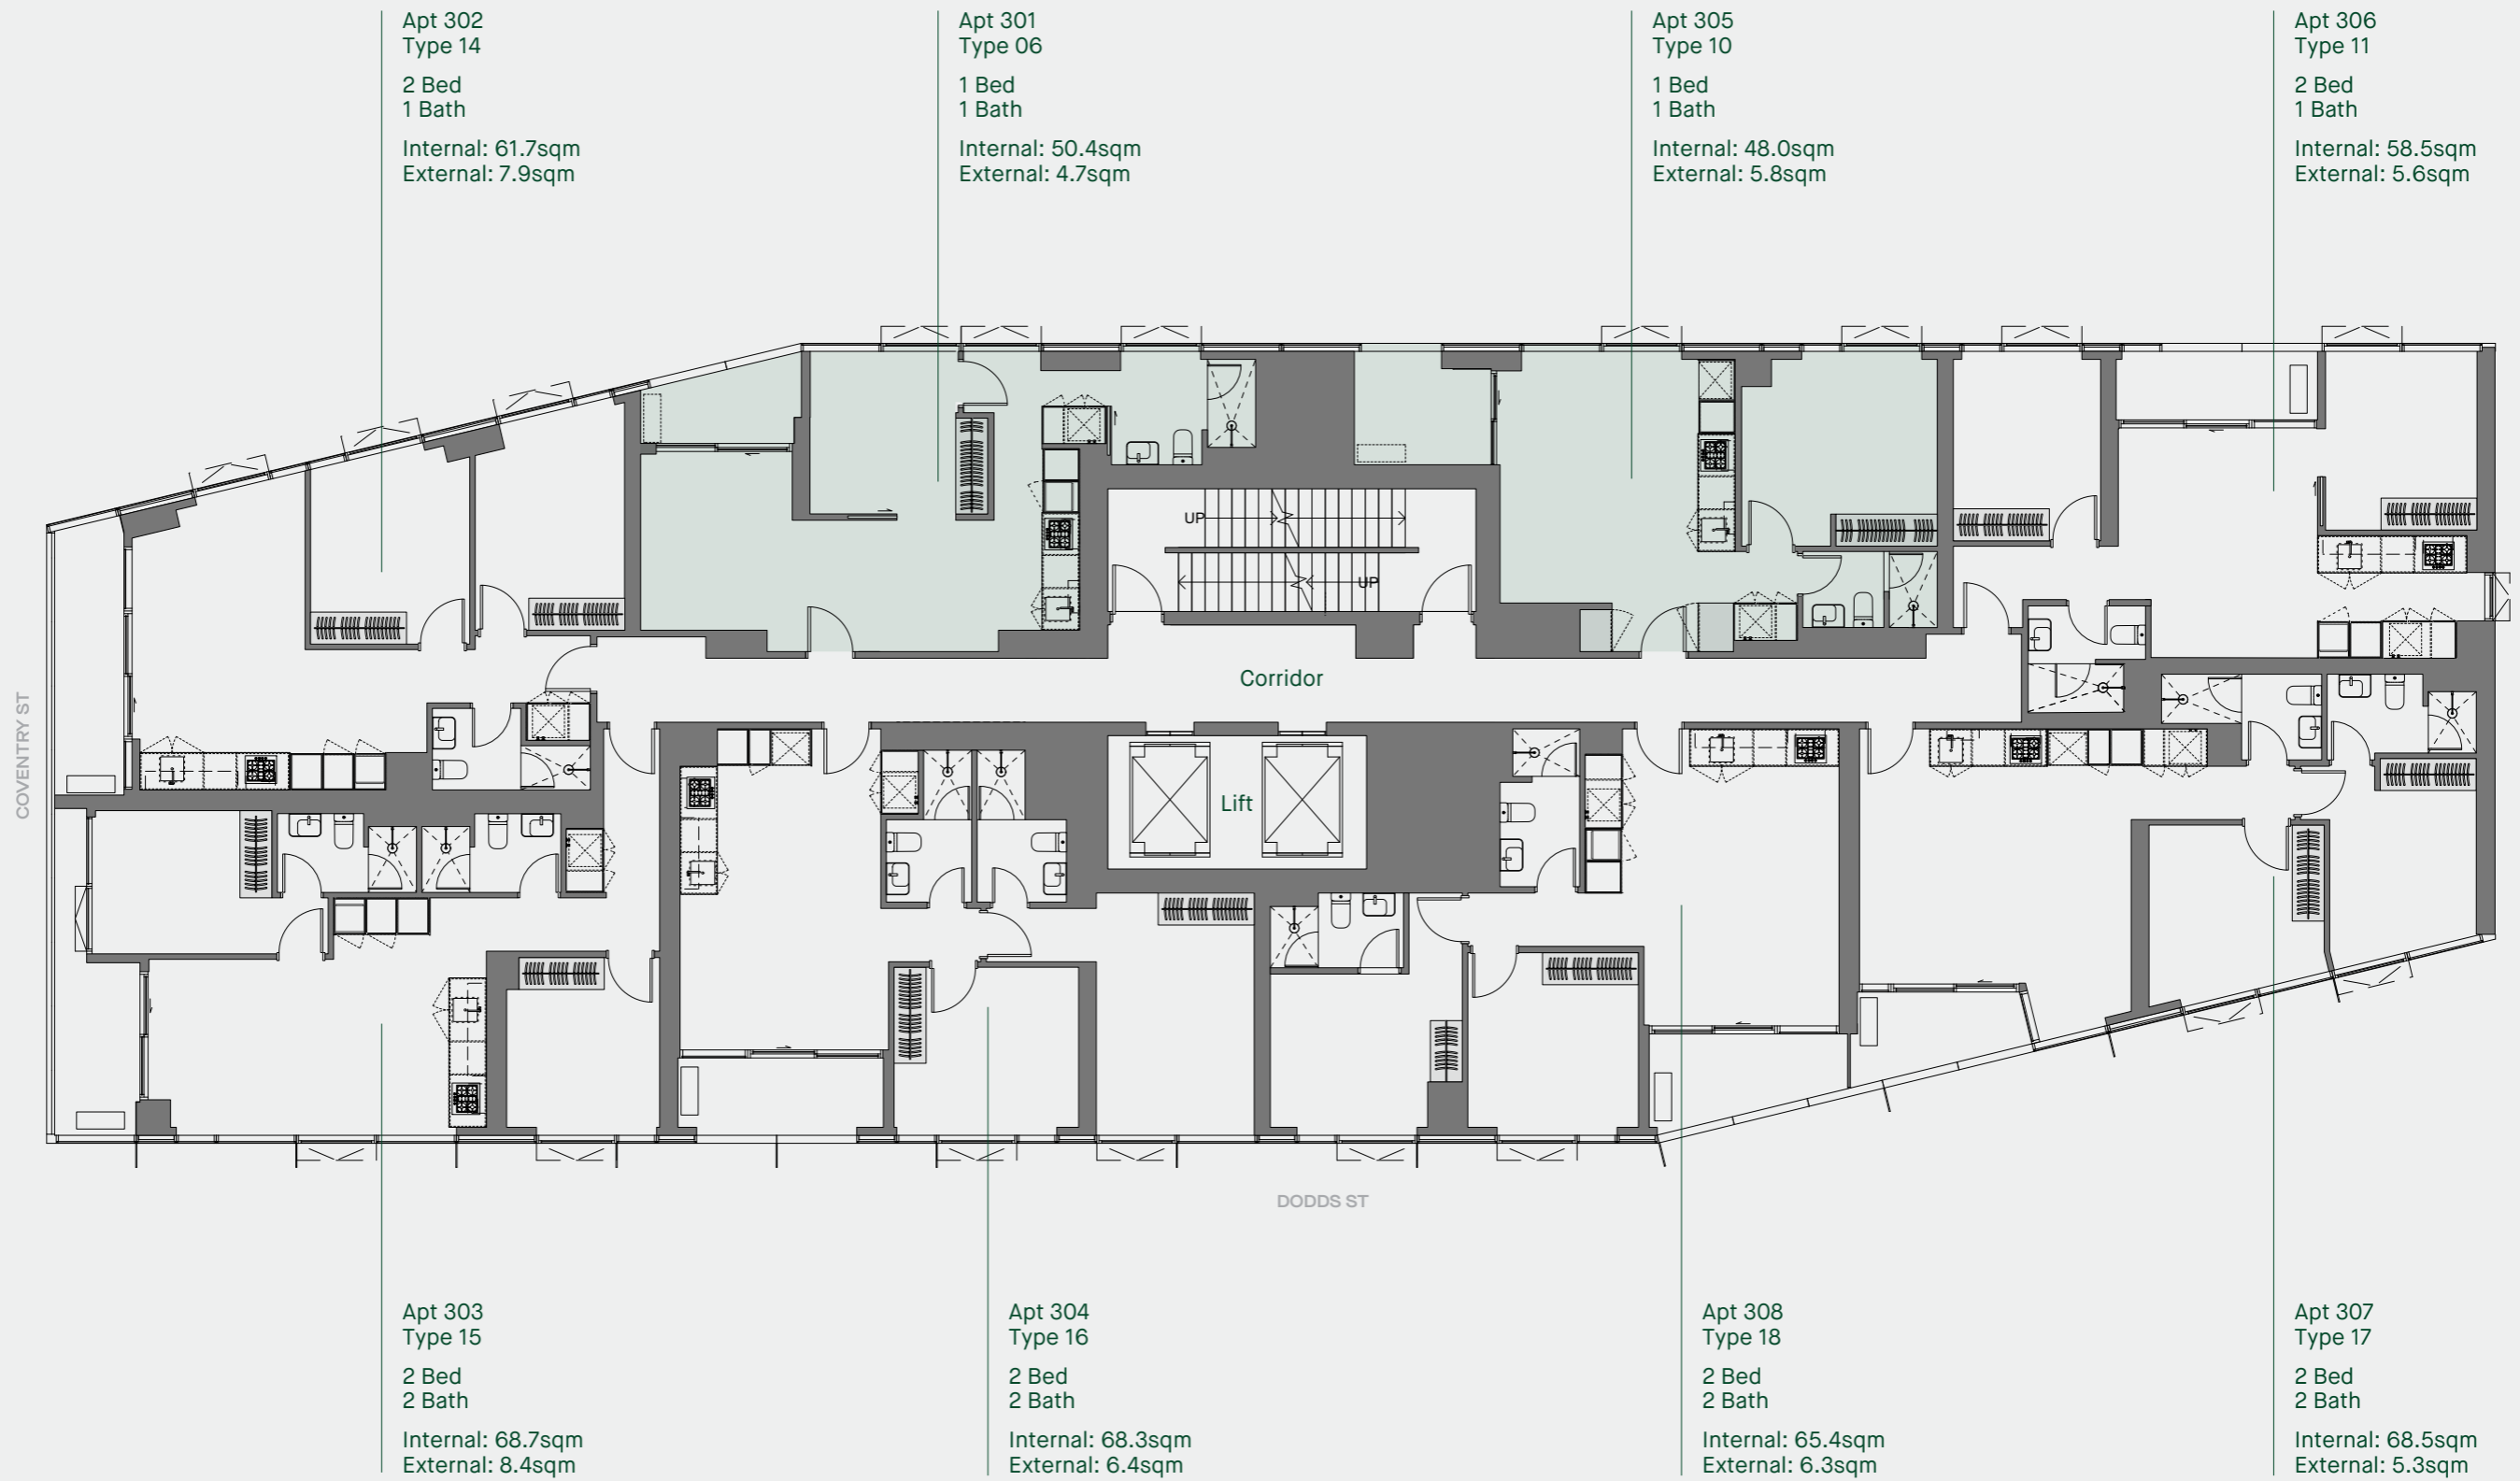 Apt 302
Type 14
2 Bed
1 Bath
Internal: 61.7sqm
External: 7.9sqm
Apt 301
Type 06
1 Bed
1 Bath
Internal: 50.4sqm
External: 4.7sqm
Apt 305
Type 10
1 Bed
1 Bath
Internal: 48.0sqm
External: 5.8sqm
Apt 306
Type 11
2 Bed
1 Bath
Internal: 58.5sqm
External: 5.6sqm
UP
UP
Corridor
Lift
COVENTRY ST
DODDS ST
Apt 303
Type 15
2 Bed
2 Bath
Internal: 68.7sqm
External: 8.4sqm
Apt 304
Type 16
2 Bed
2 Bath
Internal: 68.3sqm
External: 6.4sqm
Apt 308
Type 18
2 Bed
2 Bath
Internal: 65.4sqm
External: 6.3sqm
Apt 307
Type 17
2 Bed
2 Bath
Internal: 68.5sqm
External: 5.3sqm